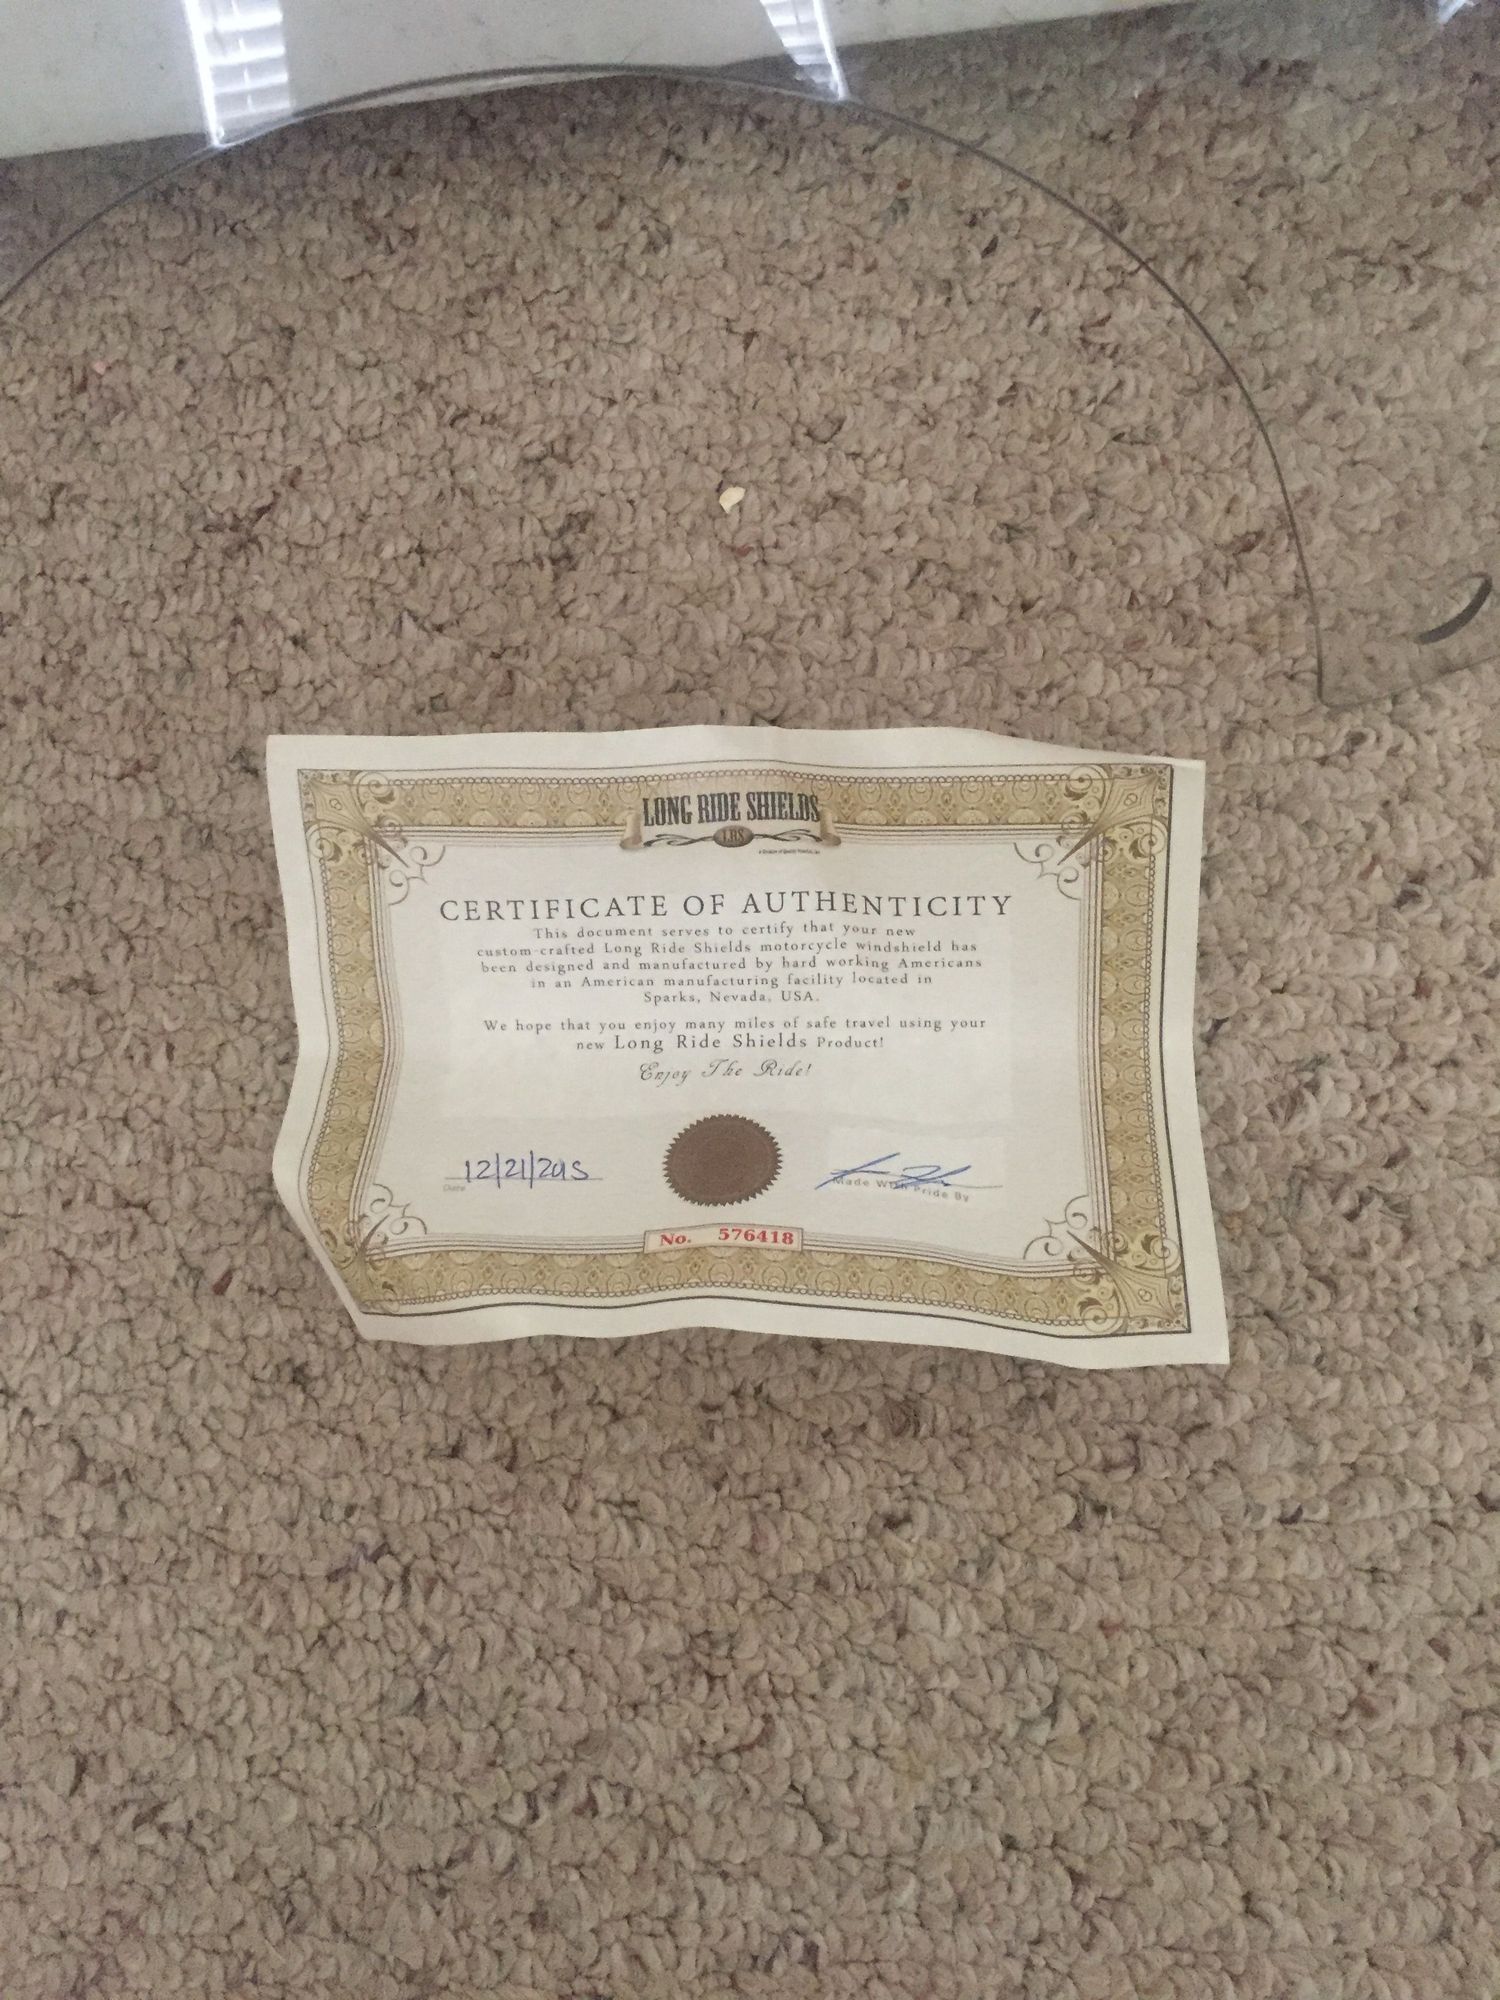 LONG RIDE SHIELDS
LRS
CERTIFICATE OF AUTHENTICITY
This document serves to certify that your new
custom-crafted Long Ride Shields motorcycle windshield has
been designed and manufactured by hard working Americans
in an American manufacturing facility located in
Sparks, Nevada, USA.
We hope that you enjoy many miles of safe travel using your
new Long Ride Shields Product!
Enjoy The Ride!
12/21/2015
Date
Made With Pride By
No. 576418